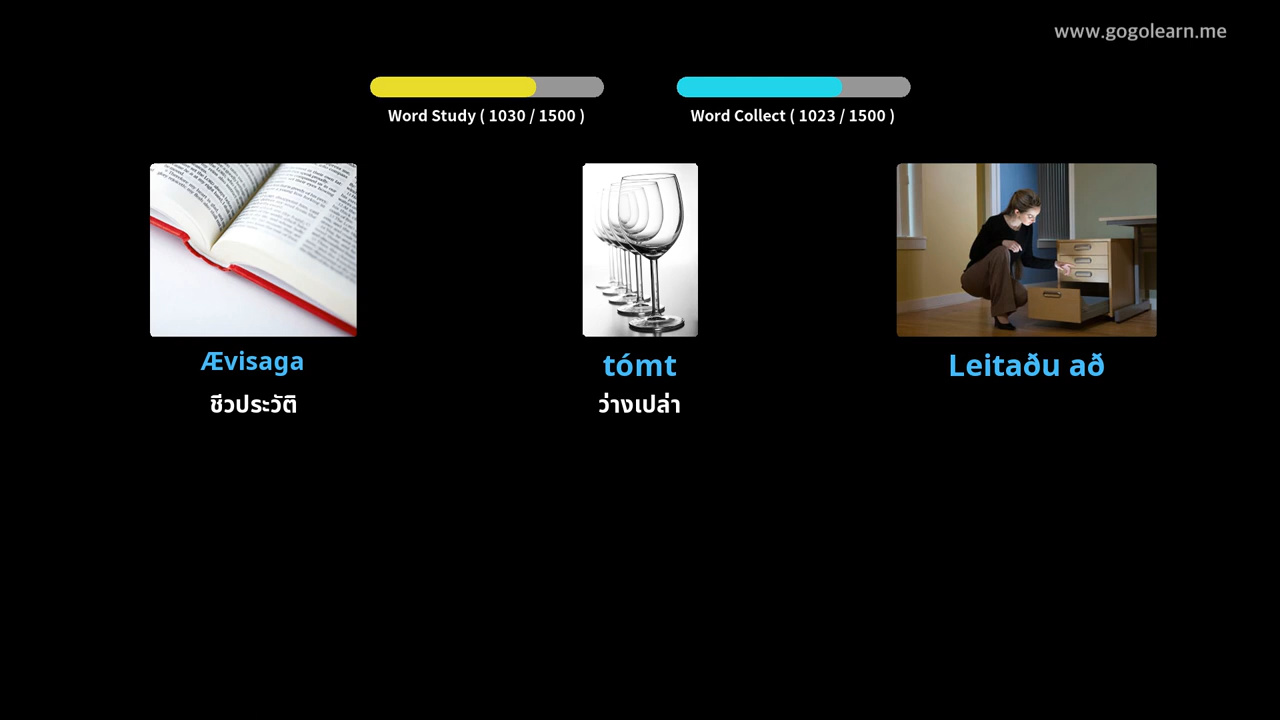 www.gogolearn.me
Word Study ( 1030 / 1500 )
Word Collect ( 1023 / 1500 )
Ævisaga
tómt
Leitaðu að
ชีวประวัติ
ว่างเปล่า